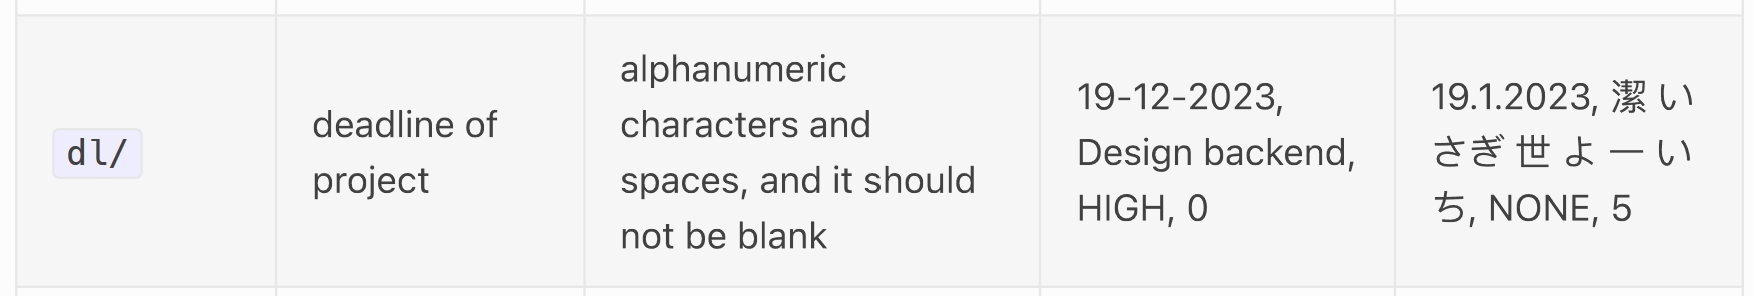 dl/
deadline of
project
alphanumeric
characters and
spaces, and it should
not be blank
19-12-2023,
Design backend,
HIGH, 0
19.1.2023, 潔 い
さぎ 世 よ 一 い
ち, NONE, 5